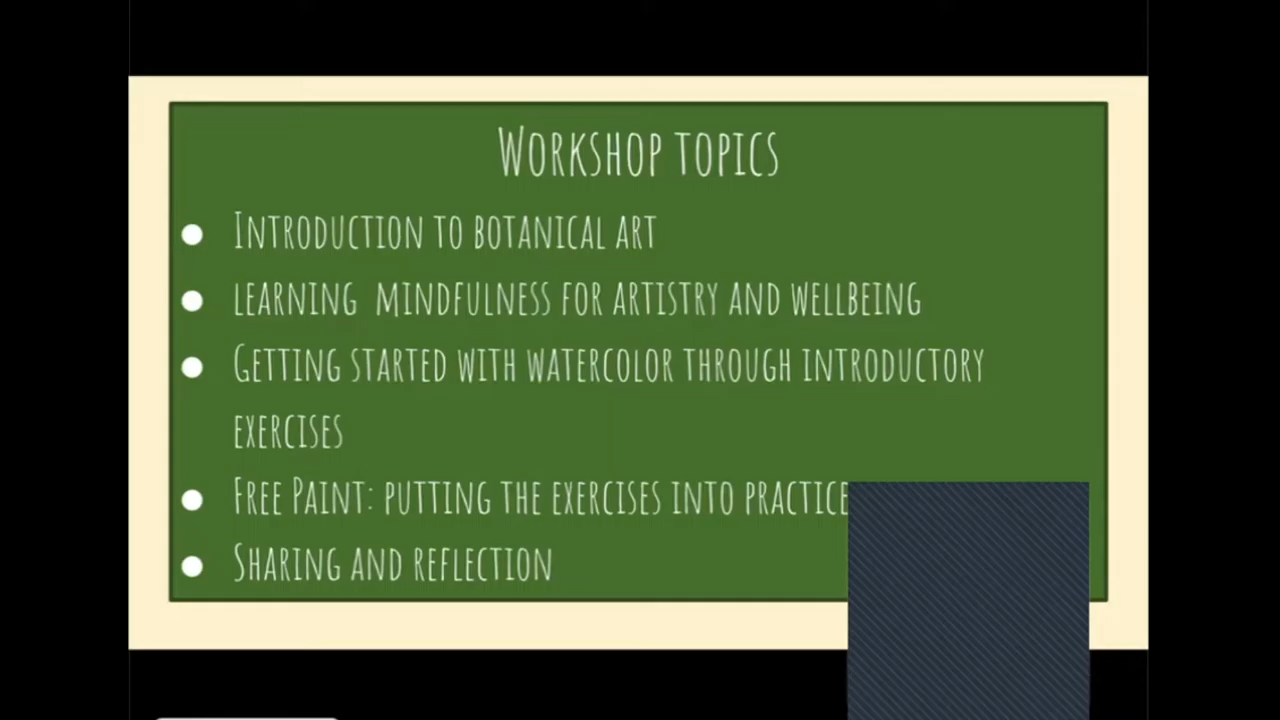 Workshop topics
Introduction to botanical art
learning mindfulness for artistry and wellbeing
Getting started with watercolor through introductory
exercises
Free Paint: putting the exercises into practice
Sharing and reflection